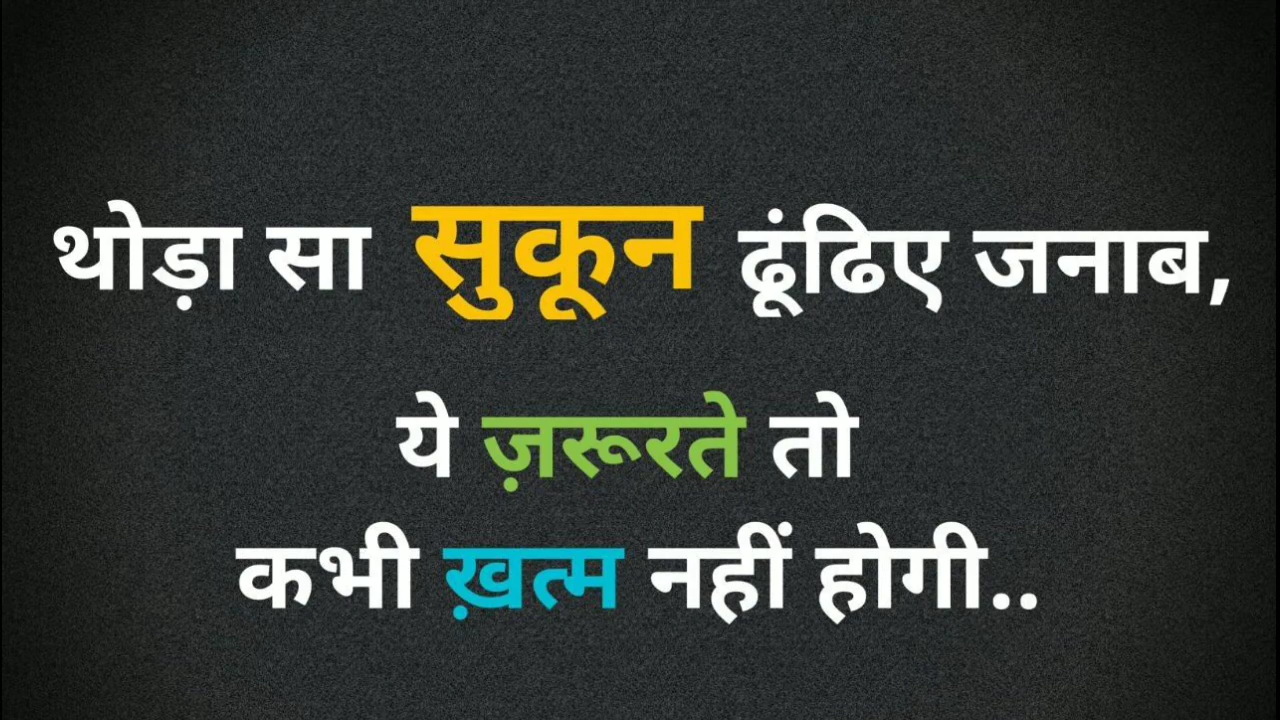 थोड़ा सा सुकून ढूंढिए जनाब,
ये ज़रूरते तो
कभी ख़त्म नहीं होगी..